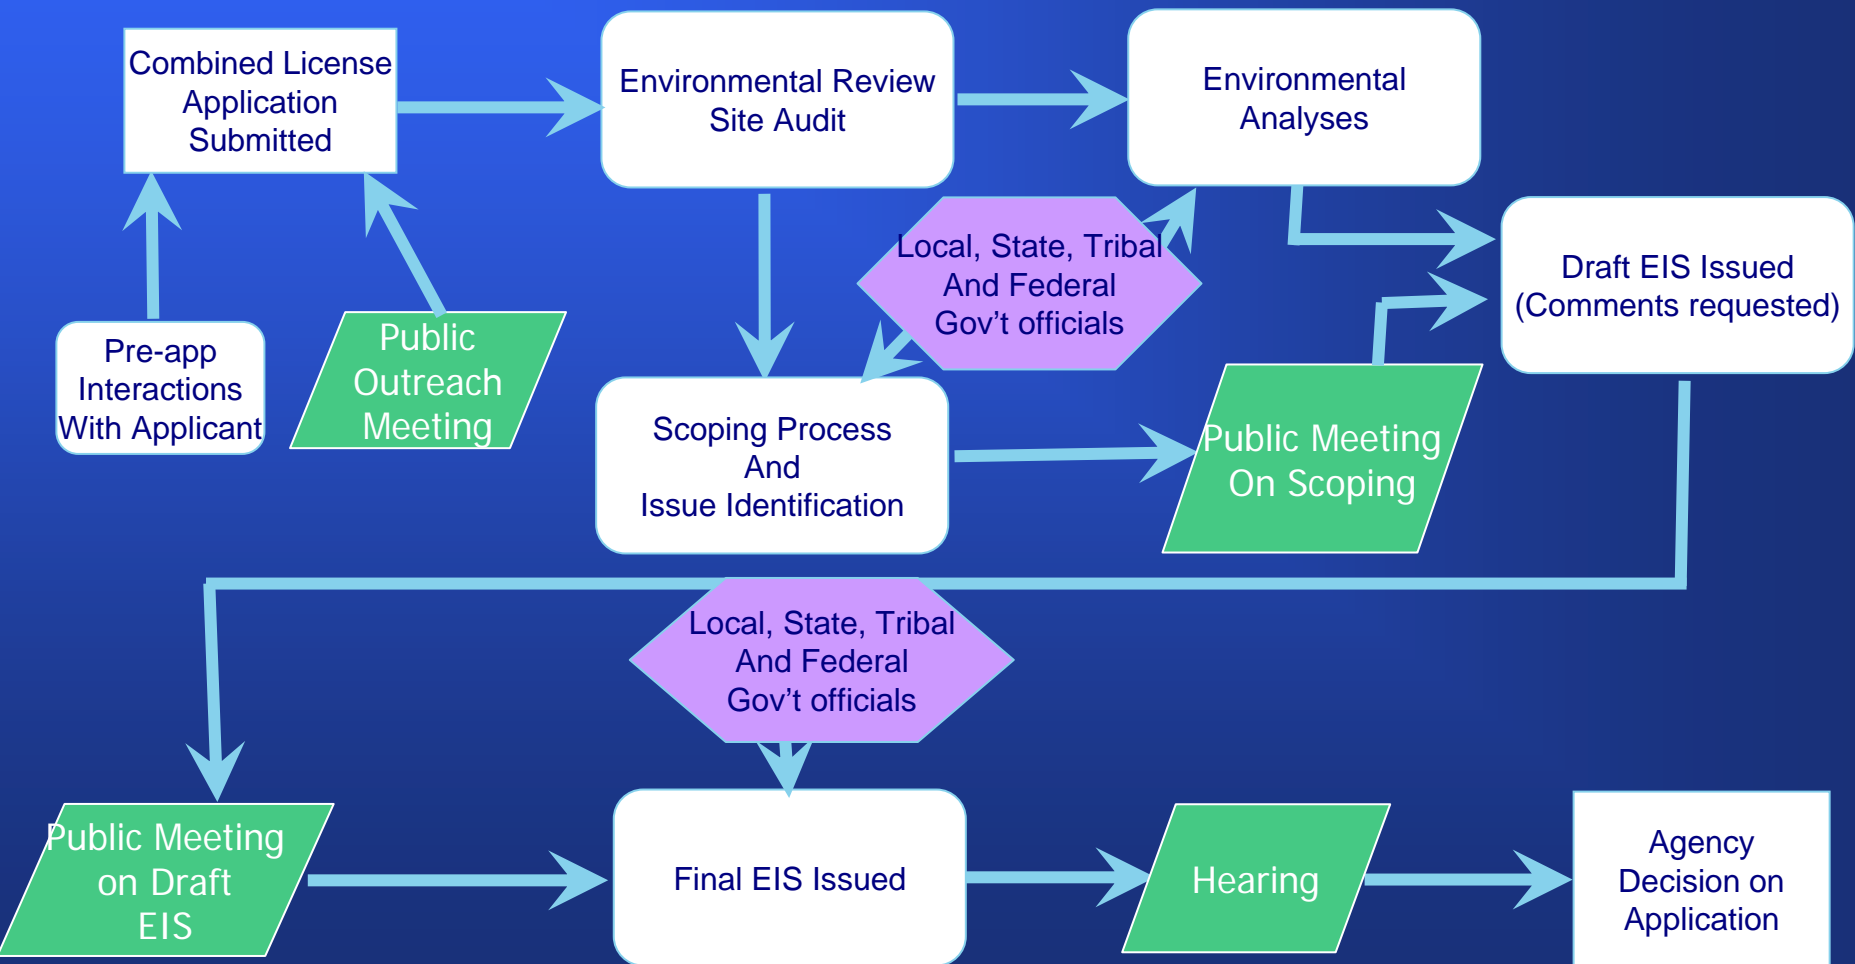 Combined License
Application
Submitted
Environmental Review
Site Audit
Environmental
Analyses
Local, State, Tribal
And Federal
Gov't officials
Draft EIS Issued
(Comments requested)
Pre-app
Interactions
With Applicant
Public
Outreach
Meeting
Scoping Process
And
Issue Identification
Public Meeting
On Scoping
Local, State, Tribal
And Federal
Gov't officials
Public Meeting
on Draft
EIS
Final EIS Issued
Hearing
Agency
Decision on
Application